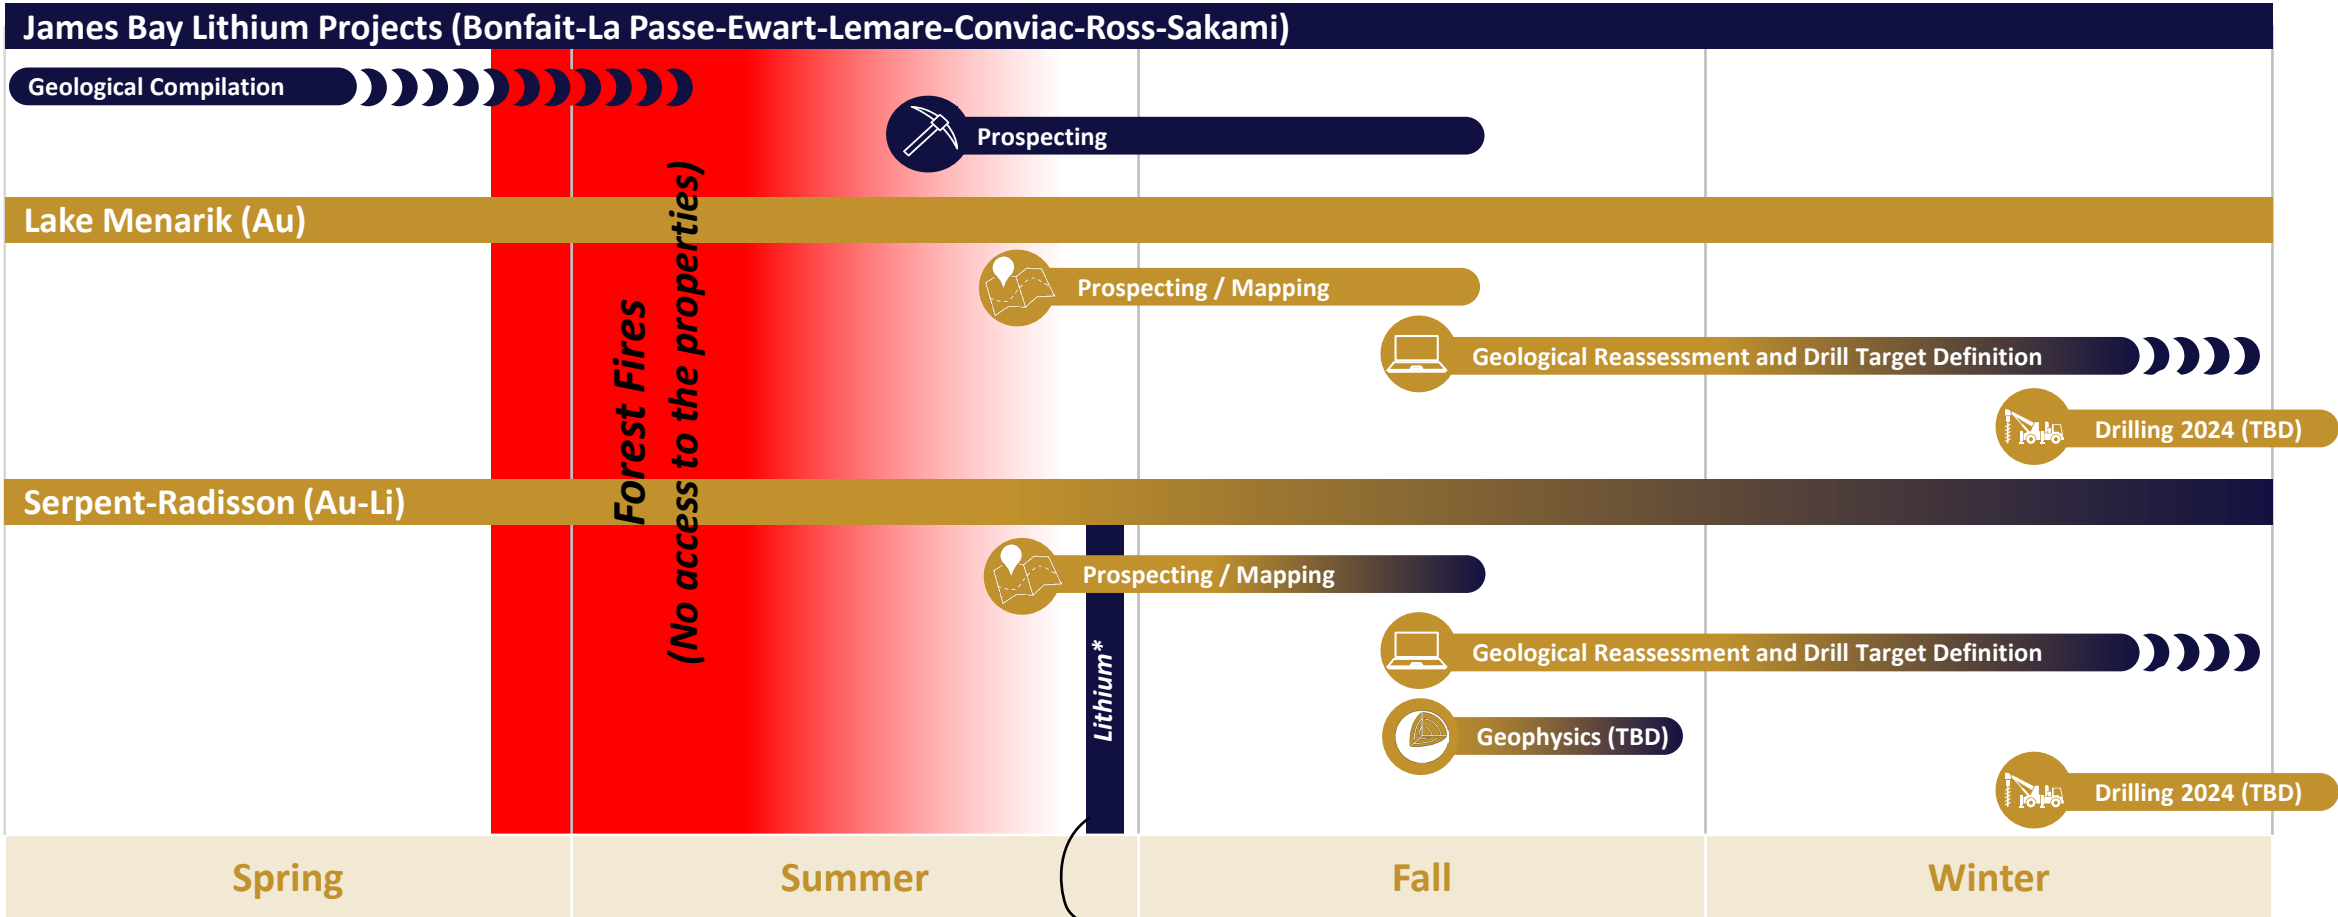 James Bay Lithium Projects (Bonfait-La Passe-Ewart-Lemare-Conviac-Ross-Sakami)
Geological Compilation
Prospecting
Forest Fires
(No access to the properties)
Lake Menarik (Au)
Prospecting / Mapping
Geological Reassessment and Drill Target Definition
Drilling 2024 (TBD)
Serpent-Radisson (Au-Li)
Prospecting / Mapping
Lithium*
Geological Reassessment and Drill Target Definition
Geophysics (TBD)
Drilling 2024 (TBD)
Spring
Summer
Fall
Winter